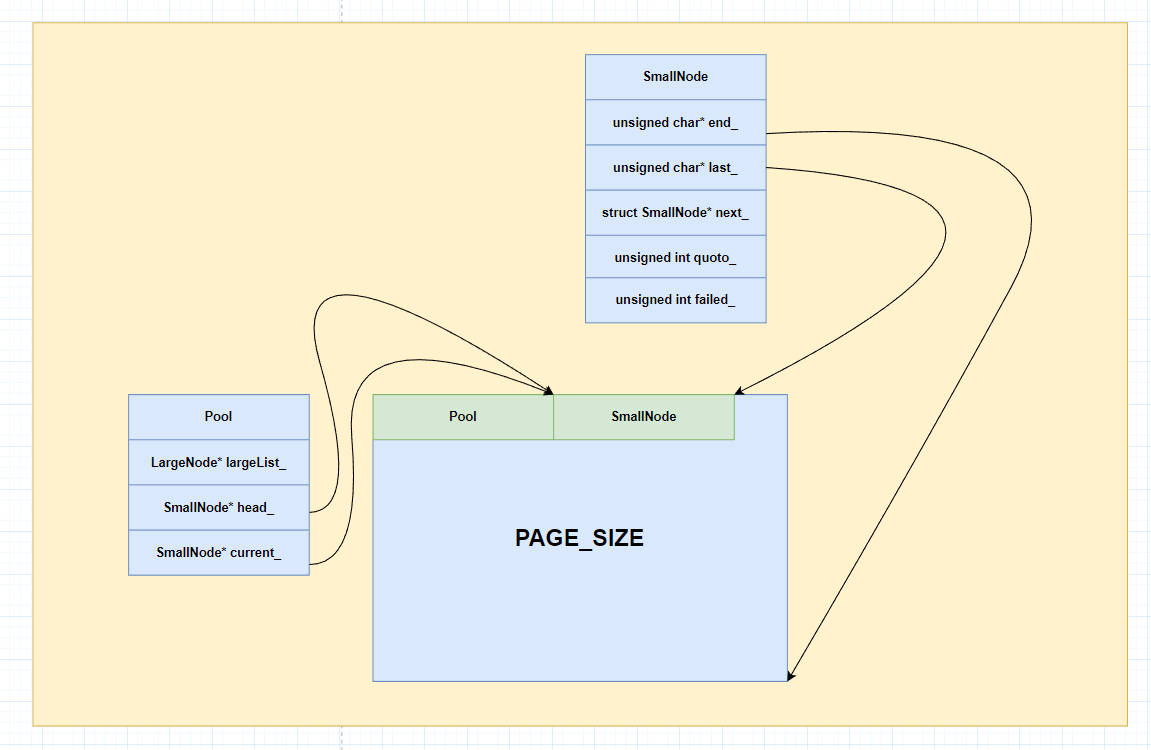 SmallNode
unsigned char* end_
unsigned char* last_
struct SmallNode* next_
unsigned int quoto_
unsigned int failed_
Pool
LargeNode* largeList_
SmallNode* head_
SmallNode* current_
Pool
SmallNode
PAGE_SIZE